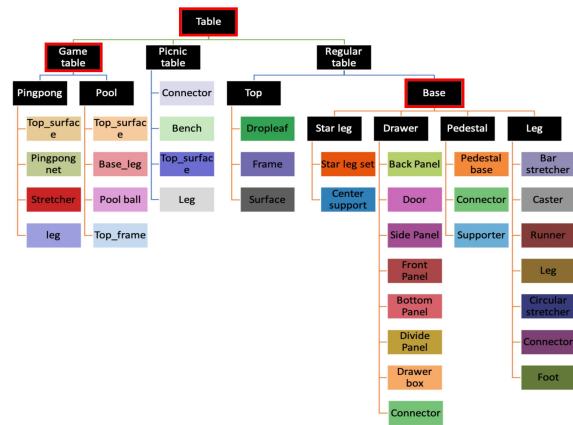 Table
Game
table
Picnic
table
Regular
table
Pingpong
Pool
Connector
Top
Base
Top_surfac
e
Top_surfac
e
Bench
Dropleaf
Star leg
Drawer
Pedestal
Leg
Pingpong
net
Base_leg
Top_surfac
e
Frame
Star leg set
Back Panel
Pedestal
base
Bar
stretcher
Stretcher
Pool ball
Leg
Surface
Center
support
Door
Connector
Caster
leg
Top_frame
Side Panel
Supporter
Runner
Front
Panel
Leg
Bottom
Panel
Circular
stretcher
Divide
Panel
Connector
Drawer
box
Foot
Connector